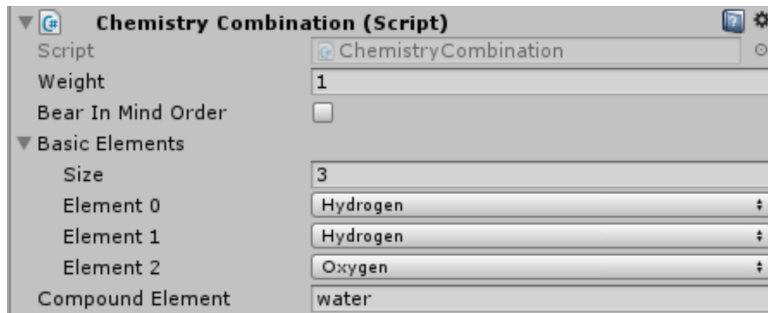 Chemistry Combination (Script)
Script ChemistryCombination
Weight 1
Bear In Mind Order
Basic Elements
Size 3
Element 0 Hydrogen
Element 1 Hydrogen
Element 2 Oxygen
Compound Element water